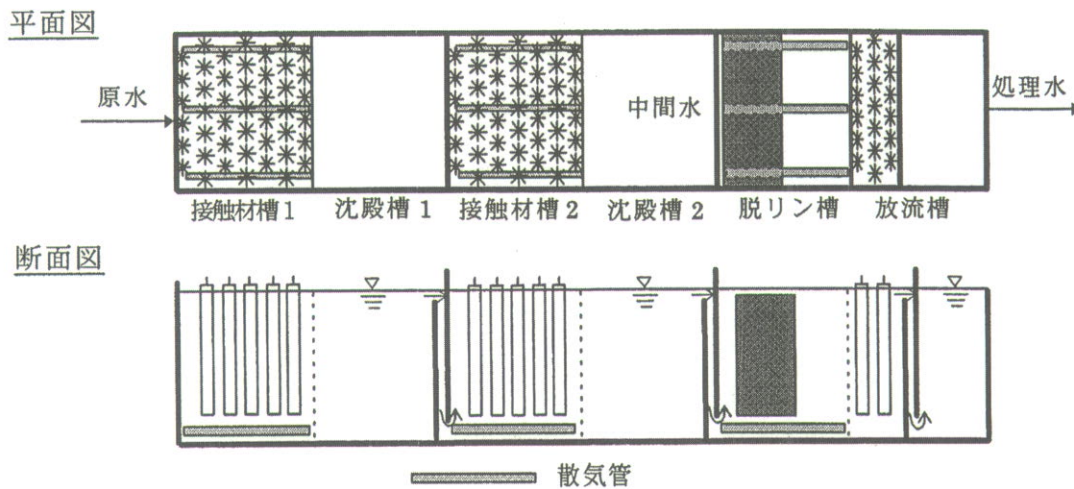 平面図
原水
中間水
処理水
接触材槽1 沈殿槽1 接触材槽2 沈殿槽2 脱リン槽 放流槽
断面図
散気管